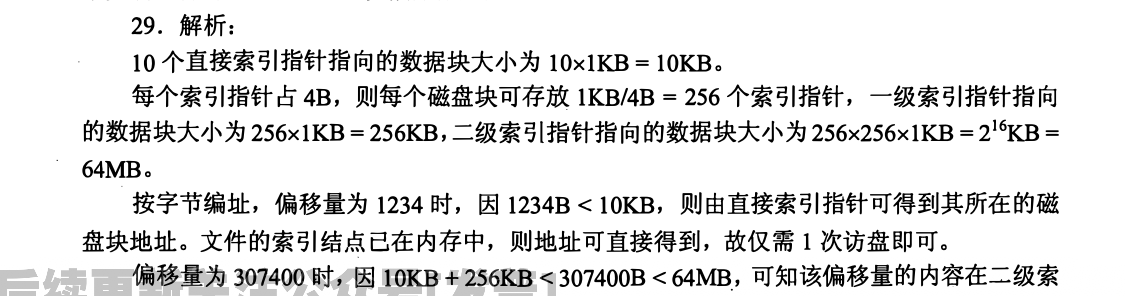 29．解析：
10 个直接索引指针指向的数据块大小为 10×1KB = 10KB。
每个索引指针占 4B，则每个磁盘块可存放 1KB/4B = 256 个索引指针，一级索引指针指向
的数据块大小为 256×1KB = 256KB，二级索引指针指向的数据块大小为 256×256×1KB = 2¹⁶KB =
64MB。
按字节编址，偏移量为 1234 时，因 1234B < 10KB，则由直接索引指针可得到其所在的磁
盘块地址。文件的索引结点已在内存中，则地址可直接得到，故仅需 1 次访盘即可。
偏移量为 307400 时，因 10KB + 256KB < 307400B < 64MB，可知该偏移量的内容在二级索